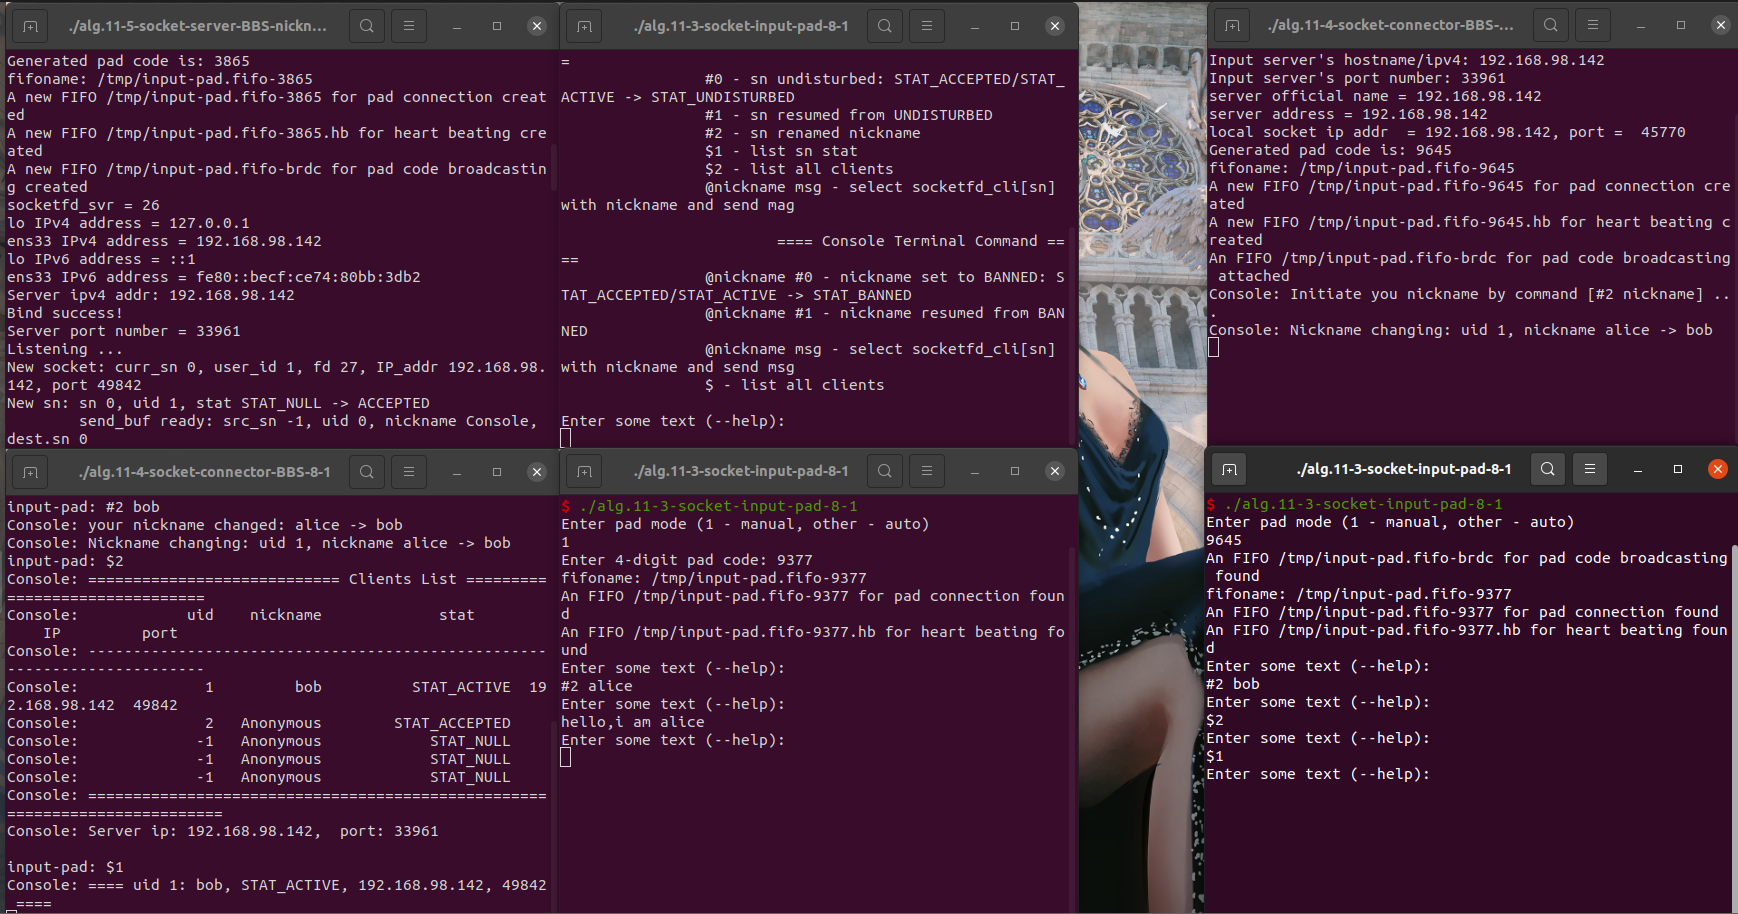 ./alg.11-5-socket-server-BBS-nickn...
Generated pad code is: 3865
fifoname: /tmp/input-pad.fifo-3865
A new FIFO /tmp/input-pad.fifo-3865 for pad connection creat
ed
A new FIFO /tmp/input-pad.fifo-3865.hb for heart beating cre
ated
A new FIFO /tmp/input-pad.fifo-brdc for pad code broadcastin
g created
socketfd_svr = 26
lo IPv4 address = 127.0.0.1
ens33 IPv4 address = 192.168.98.142
lo IPv6 address = ::1
ens33 IPv6 address = fe80::becf:ce74:80bb:3db2
Server ipv4 addr: 192.168.98.142
Bind success!
Server port number = 33961
Listening ...
New socket: curr_sn 0, user_id 1, fd 27, IP_addr 192.168.98.
142, port 49842
New sn: sn 0, uid 1, stat STAT_NULL -> ACCEPTED
send_buf ready: src_sn -1, uid 0, nickname Console,
dest.sn 0
./alg.11-3-socket-input-pad-8-1
=
#0 - sn undisturbed: STAT_ACCEPTED/STAT_
ACTIVE -> STAT_UNDISTURBED
#1 - sn resumed from UNDISTURBED
#2 - sn renamed nickname
$1 - list sn stat
$2 - list all clients
@nickname msg - select socketfd_cli[sn]
with nickname and send mag
==== Console Terminal Command ==
==
@nickname #0 - nickname set to BANNED: S
TAT_ACCEPTED/STAT_ACTIVE -> STAT_BANNED
@nickname #1 - nickname resumed from BAN
NED
@nickname msg - select socketfd_cli[sn]
with nickname and send msg
$ - list all clients
Enter some text (--help):
./alg.11-4-socket-connector-BBS-...
Input server's hostname/ipv4: 192.168.98.142
Input server's port number: 33961
server official name = 192.168.98.142
server address = 192.168.98.142
local socket ip addr  = 192.168.98.142, port =  45770
Generated pad code is: 9645
fifoname: /tmp/input-pad.fifo-9645
A new FIFO /tmp/input-pad.fifo-9645 for pad connection cre
ated
A new FIFO /tmp/input-pad.fifo-9645.hb for heart beating c
reated
An FIFO /tmp/input-pad.fifo-brdc for pad code broadcasting
attached
Console: Initiate you nickname by command [#2 nickname] ..
.
Console: Nickname changing: uid 1, nickname alice -> bob
./alg.11-4-socket-connector-BBS-8-1
input-pad: #2 bob
Console: your nickname changed: alice -> bob
Console: Nickname changing: uid 1, nickname alice -> bob
input-pad: $2
Console: ============================ Clients List =========
======================
Console:            uid    nickname             stat
IP         port
Console: ---------------------------------------------------
----------------------
Console:              1         bob          STAT_ACTIVE  19
2.168.98.142  49842
Console:              2   Anonymous        STAT_ACCEPTED
Console:             -1   Anonymous            STAT_NULL
Console:             -1   Anonymous            STAT_NULL
Console:             -1   Anonymous            STAT_NULL
Console: ===================================================
========================
Console: Server ip: 192.168.98.142,  port: 33961
input-pad: $1
Console: ==== uid 1: bob, STAT_ACTIVE, 192.168.98.142, 49842
====
./alg.11-3-socket-input-pad-8-1
$ ./alg.11-3-socket-input-pad-8-1
Enter pad mode (1 - manual, other - auto)
1
Enter 4-digit pad code: 9377
fifoname: /tmp/input-pad.fifo-9377
An FIFO /tmp/input-pad.fifo-9377 for pad connection foun
d
An FIFO /tmp/input-pad.fifo-9377.hb for heart beating fo
und
Enter some text (--help):
#2 alice
Enter some text (--help):
hello,i am alice
Enter some text (--help):
./alg.11-3-socket-input-pad-8-1
$ ./alg.11-3-socket-input-pad-8-1
Enter pad mode (1 - manual, other - auto)
9645
An FIFO /tmp/input-pad.fifo-brdc for pad code broadcasting
found
fifoname: /tmp/input-pad.fifo-9377
An FIFO /tmp/input-pad.fifo-9377 for pad connection found
An FIFO /tmp/input-pad.fifo-9377.hb for heart beating foun
d
Enter some text (--help):
#2 bob
Enter some text (--help):
$2
Enter some text (--help):
$1
Enter some text (--help):